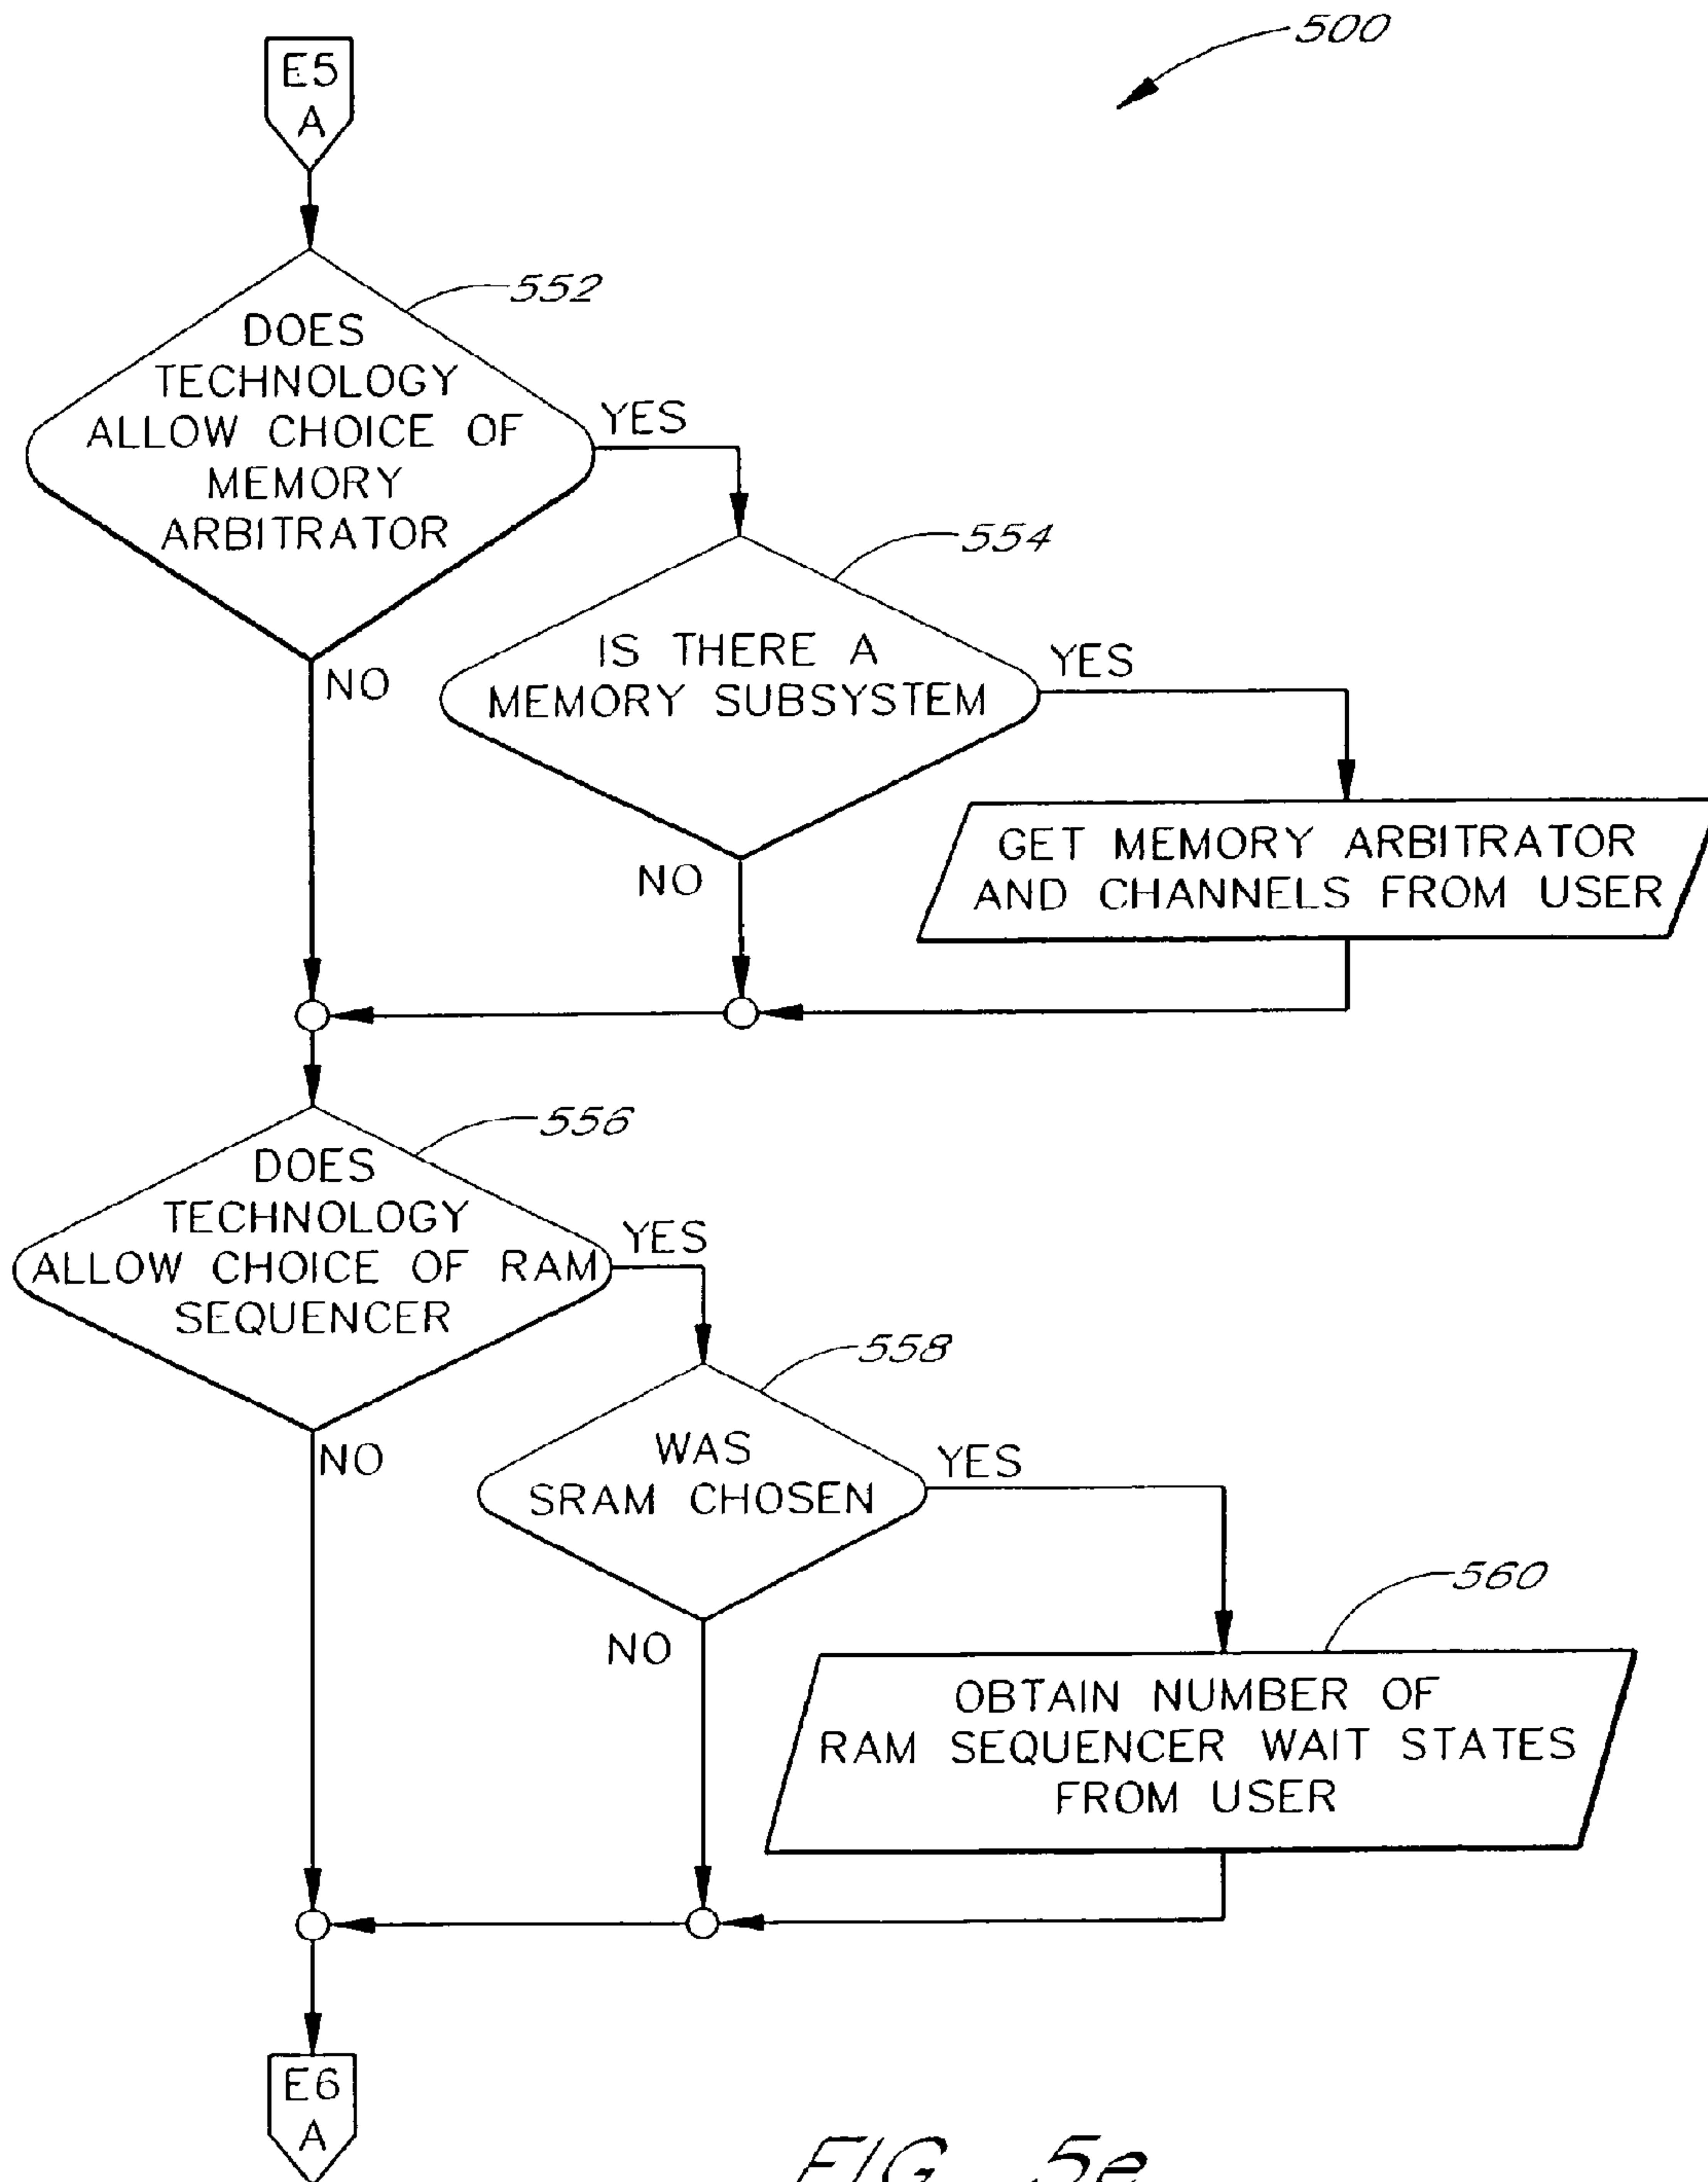 500
E5
A
552
DOES
TECHNOLOGY
ALLOW CHOICE OF
MEMORY
ARBITRATOR
YES
NO
554
IS THERE A
MEMORY SUBSYSTEM
YES
NO
GET MEMORY ARBITRATOR
AND CHANNELS FROM USER
556
DOES
TECHNOLOGY
ALLOW CHOICE OF RAM
SEQUENCER
YES
NO
558
WAS
SRAM CHOSEN
YES
NO
560
OBTAIN NUMBER OF
RAM SEQUENCER WAIT STATES
FROM USER
E6
A
FIG. 5e